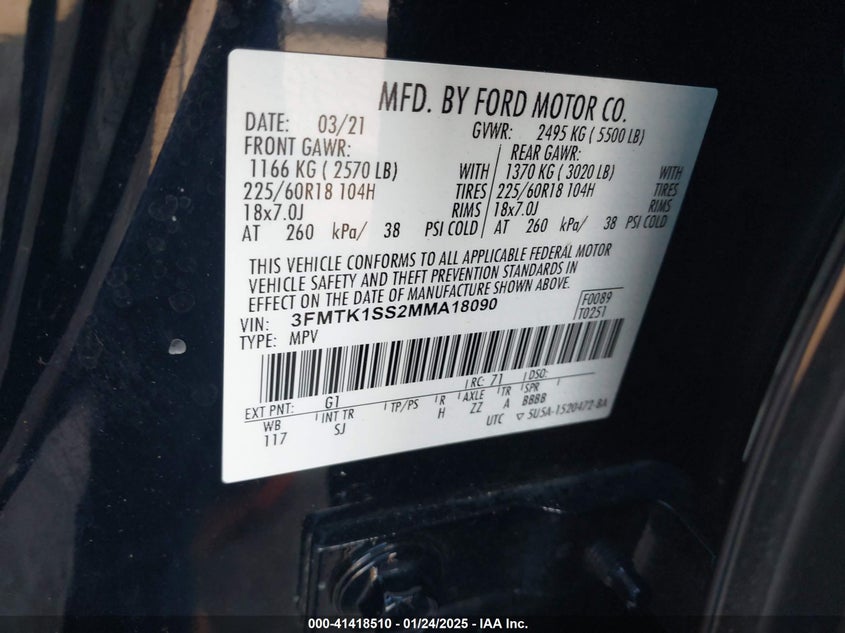 MFD. BY FORD MOTOR CO.
DATE: 03/21 GVWR: 2495 KG ( 5500 LB)
FRONT GAWR: REAR GAWR:
1166 KG ( 2570 LB) WITH 1370 KG ( 3020 LB) WITH
225/60R18 104H TIRES 225/60R18 104H TIRES
18x7.0J RIMS 18x7.0J RIMS
AT 260 kPa/ 38 PSI COLD AT 260 kPa/ 38 PSI COLD
THIS VEHICLE CONFORMS TO ALL APPLICABLE FEDERAL MOTOR
VEHICLE SAFETY AND THEFT PREVENTION STANDARDS IN
EFFECT ON THE DATE OF MANUFACTURE SHOWN ABOVE.
VIN: 3FMTK1SS2MMA18090 F0089
TYPE: MPV T0251
EXT PNT: G1 RC: 71 DSO:
WB INT TR TP/PS R AXLE TR SPR
117 SJ H ZZ A BBBB
UTC ▽ 5U5A-1520472-BA
000-41418510 - 01/24/2025 - IAA Inc.